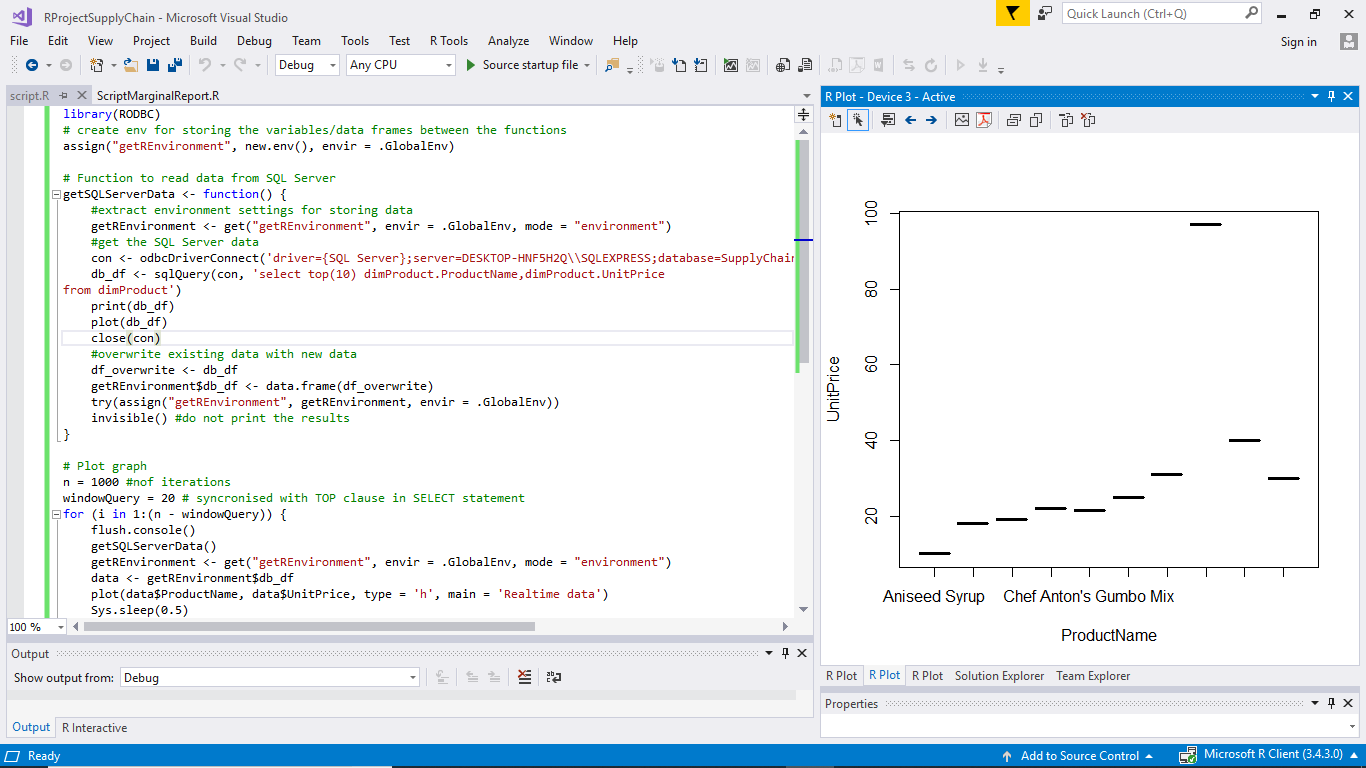 RProjectSupplyChain - Microsoft Visual Studio
Quick Launch (Ctrl+Q)
File Edit View Project Build Debug Team Tools Test R Tools Analyze Window Help
Sign in
Debug Any CPU Source startup file
script.R ScriptMarginalReport.R
library(RODBC)
# create env for storing the variables/data frames between the functions
assign("getREnvironment", new.env(), envir = .GlobalEnv)
# Function to read data from SQL Server
getSQLServerData <- function() {
#extract environment settings for storing data
getREnvironment <- get("getREnvironment", envir = .GlobalEnv, mode = "environment")
#get the SQL Server data
con <- odbcDriverConnect('driver={SQL Server};server=DESKTOP-HNF5H2Q\\SQLEXPRESS;database=SupplyChain
db_df <- sqlQuery(con, 'select top(10) dimProduct.ProductName,dimProduct.UnitPrice
from dimProduct')
print(db_df)
plot(db_df)
close(con)
#overwrite existing data with new data
df_overwrite <- db_df
getREnvironment$db_df <- data.frame(df_overwrite)
try(assign("getREnvironment", getREnvironment, envir = .GlobalEnv))
invisible() #do not print the results
}
# Plot graph
n = 1000 #nof iterations
windowQuery = 20 # syncronised with TOP clause in SELECT statement
for (i in 1:(n - windowQuery)) {
flush.console()
getSQLServerData()
getREnvironment <- get("getREnvironment", envir = .GlobalEnv, mode = "environment")
data <- getREnvironment$db_df
plot(data$ProductName, data$UnitPrice, type = 'h', main = 'Realtime data')
Sys.sleep(0.5)
100 %
Output
Show output from: Debug
Output R Interactive
R Plot - Device 3 - Active
100
80
60
40
20
UnitPrice
Aniseed Syrup Chef Anton's Gumbo Mix
ProductName
R Plot R Plot R Plot Solution Explorer Team Explorer
Properties
Ready
Add to Source Control Microsoft R Client (3.4.3.0)